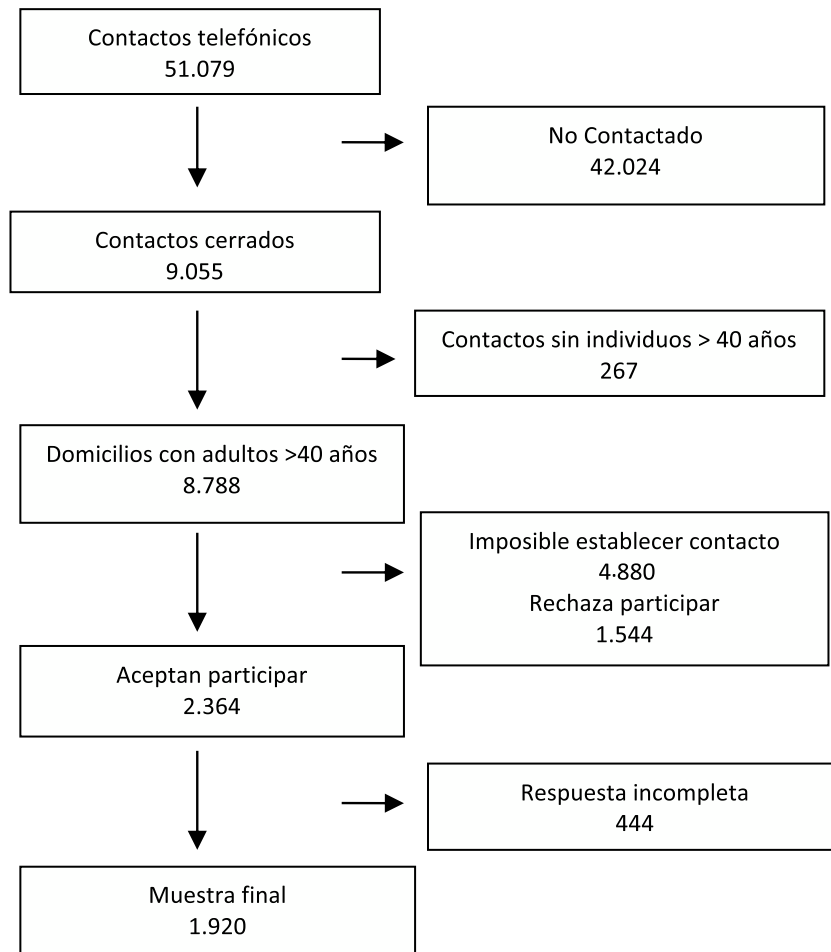 Contactos telefónicos
51.079
No Contactado
42.024
Contactos cerrados
9.055
Contactos sin individuos > 40 años
267
Domicilios con adultos >40 años
8.788
Imposible establecer contacto
4.880
Rechaza participar
1.544
Aceptan participar
2.364
Respuesta incompleta
444
Muestra final
1.920